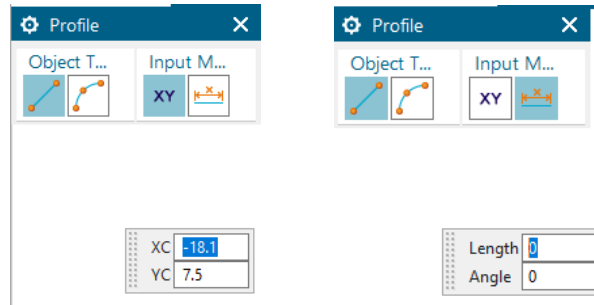 Profile
Object T... Input M...
XY
XC -18.1
YC 7.5
Profile
Object T... Input M...
XY
Length 0
Angle 0